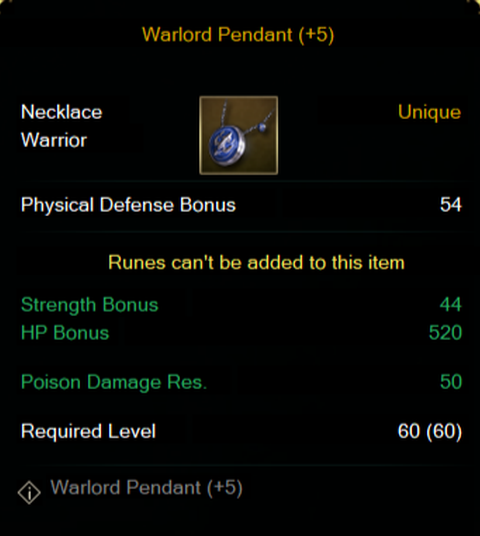 Warlord Pendant (+5)
Necklace Unique
Warrior
Physical Defense Bonus 54
Runes can't be added to this item
Strength Bonus 44
HP Bonus 520
Poison Damage Res. 50
Required Level 60 (60)
Warlord Pendant (+5)